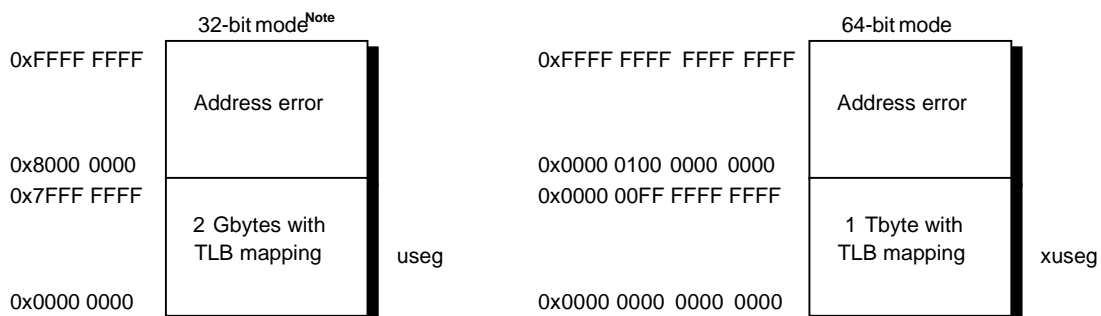 32-bit mode Note
0xFFFF FFFF
Address error
0x8000 0000
0x7FFF FFFF
2 Gbytes with
TLB mapping
useg
0x0000 0000
64-bit mode
0xFFFF FFFF FFFF FFFF
Address error
0x0000 0100 0000 0000
0x0000 00FF FFFF FFFF
1 Tbyte with
TLB mapping
xuseg
0x0000 0000 0000 0000